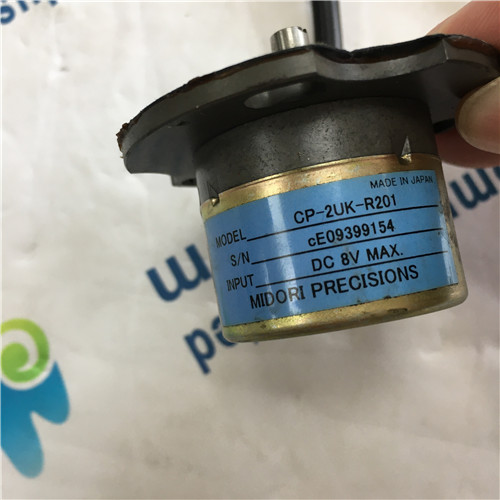 MADE IN JAPAN
MODEL CP-2UK-R201
S/N cE09399154
INPUT DC 8V MAX.
MIDORI PRECISIONS